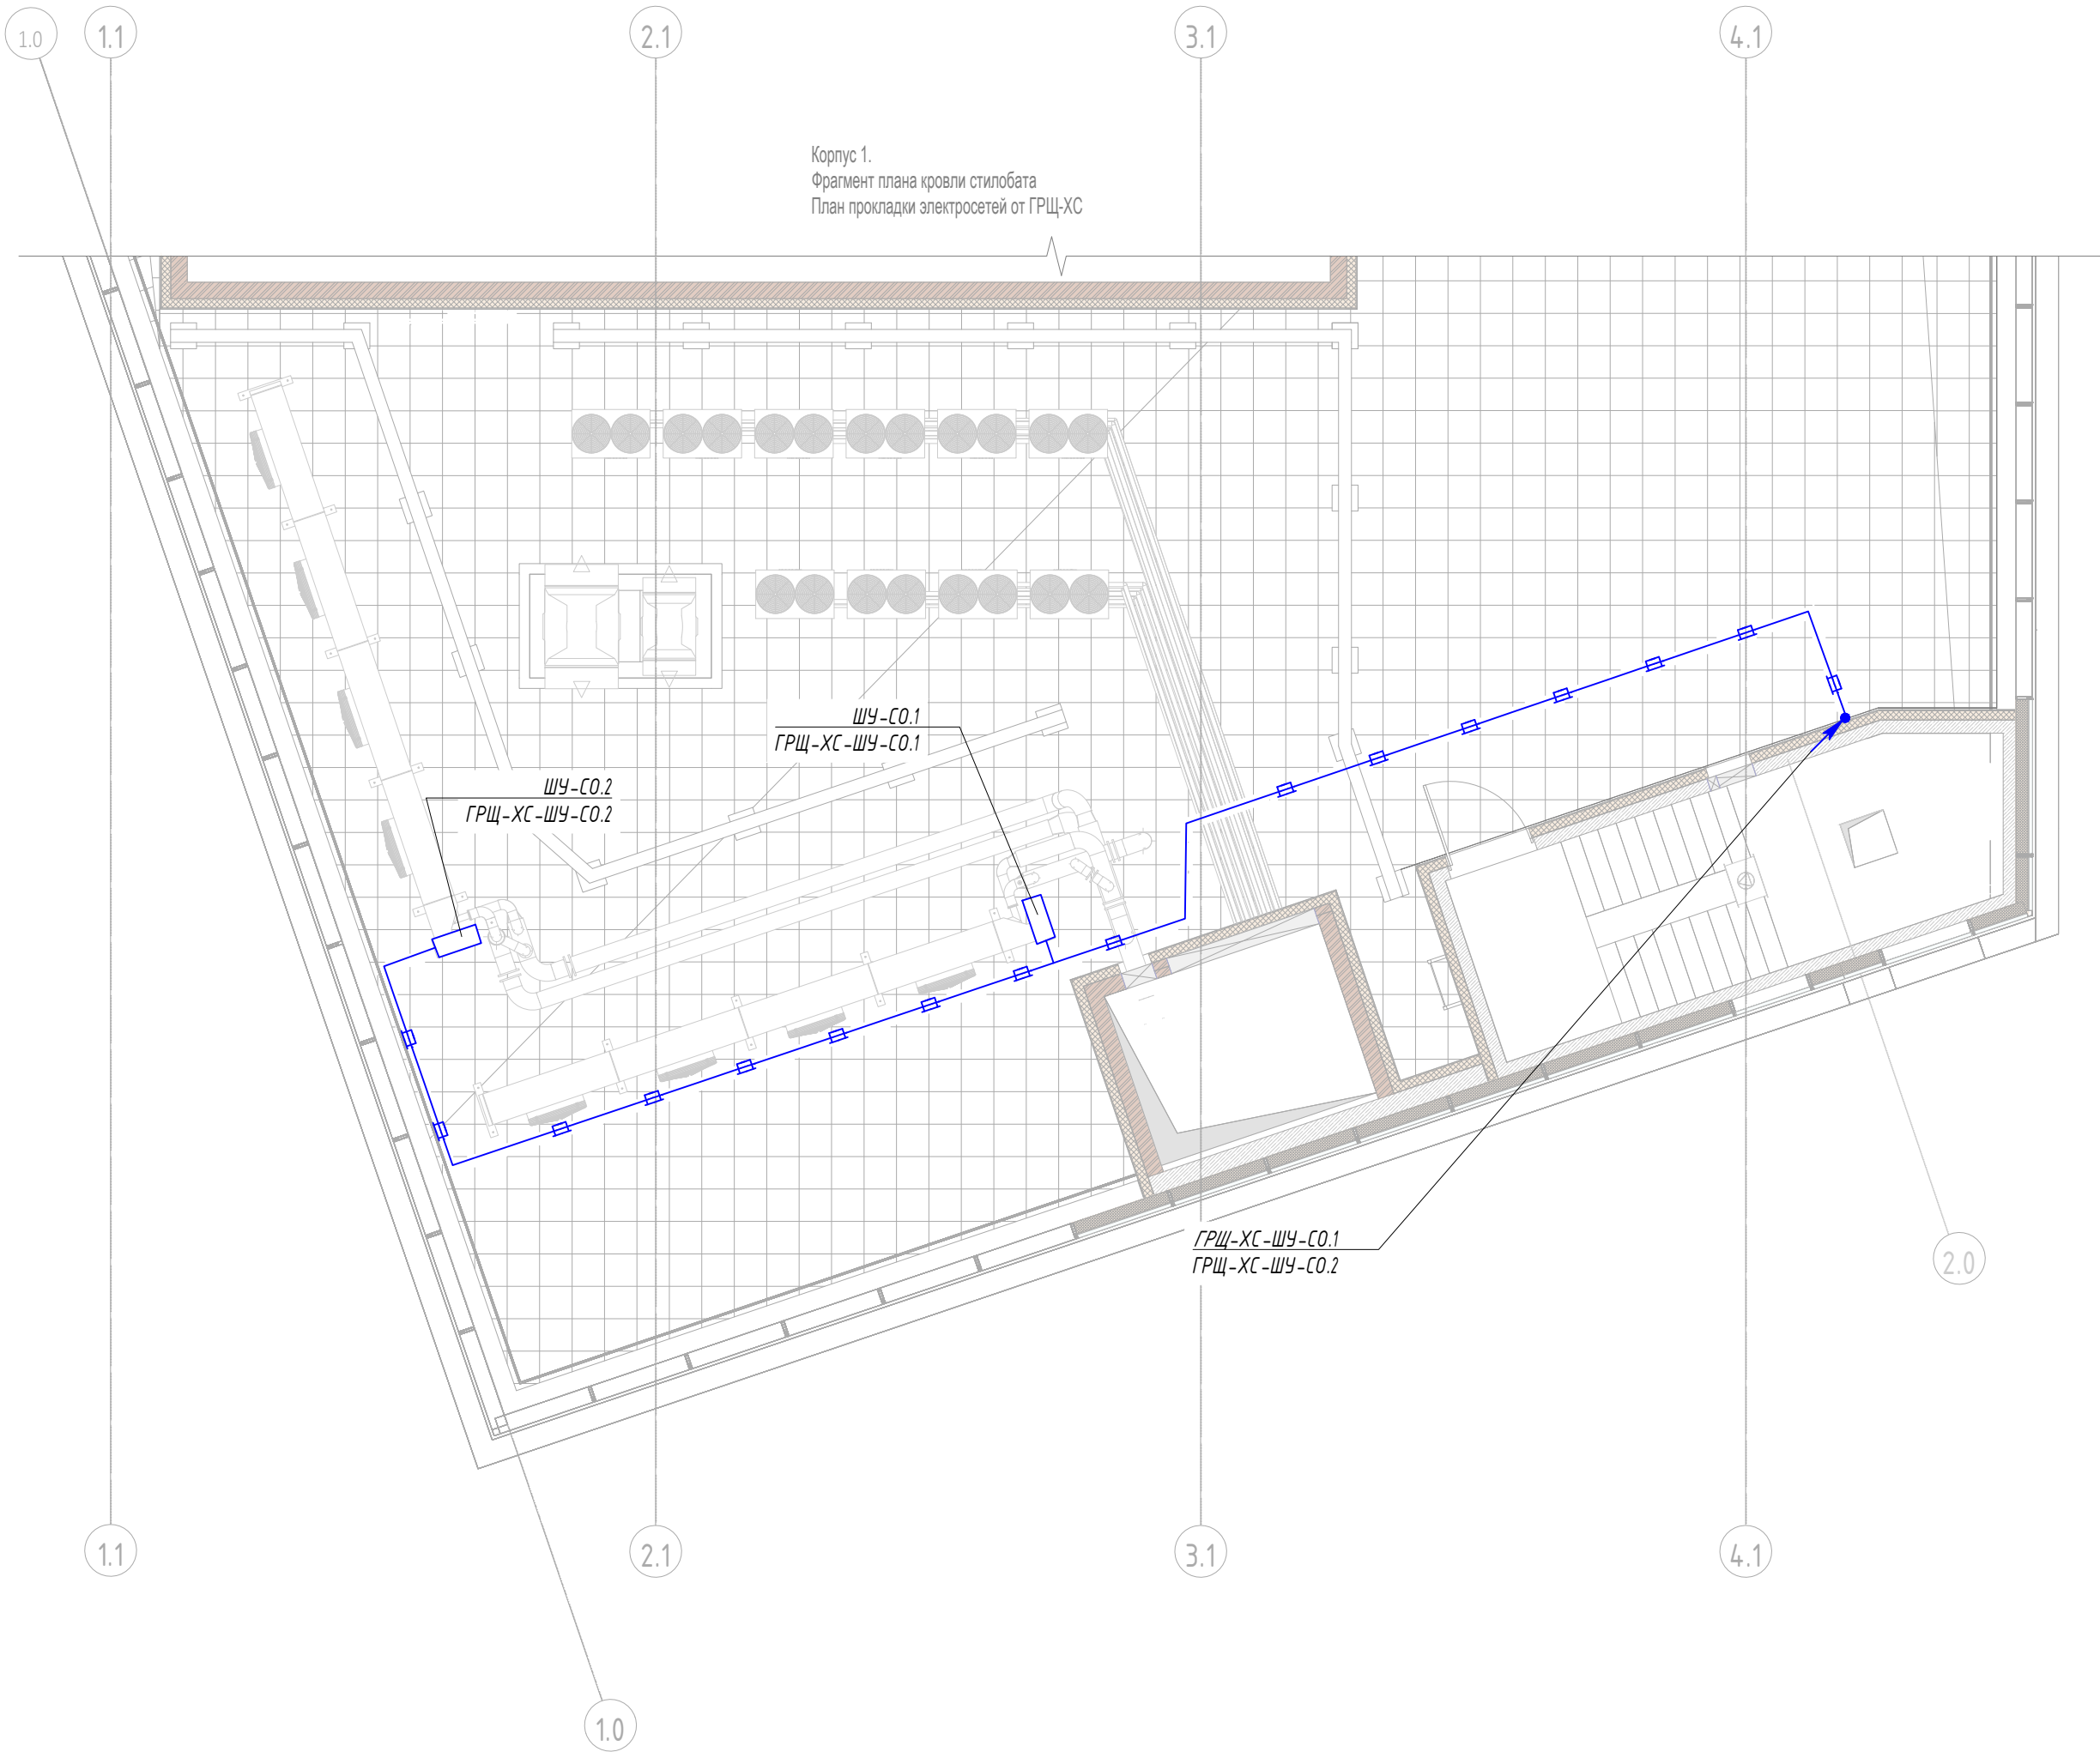 1.0
1.1
2.1
3.1
4.1
Корпус 1.
Фрагмент плана кровли стилобата
План прокладки электросетей от ГРЩ-ХС
ШУ-СО.1
ГРЩ-ХС-ШУ-СО.1
ШУ-СО.2
ГРЩ-ХС-ШУ-СО.2
ГРЩ-ХС-ШУ-СО.1
ГРЩ-ХС-ШУ-СО.2
2.0
1.1
2.1
3.1
4.1
1.0